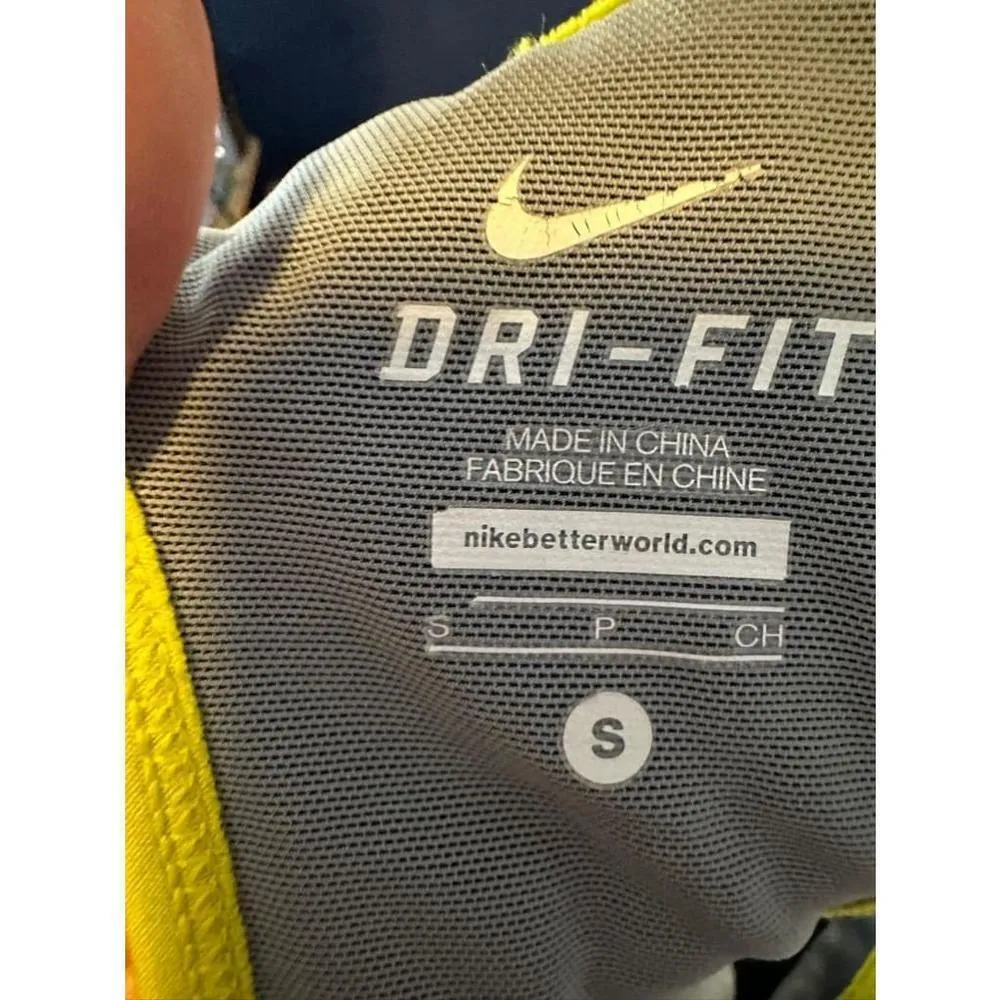 DRI-FIT
MADE IN CHINA
FABRIQUE EN CHINE
nikebetterworld.com
S P CH
S